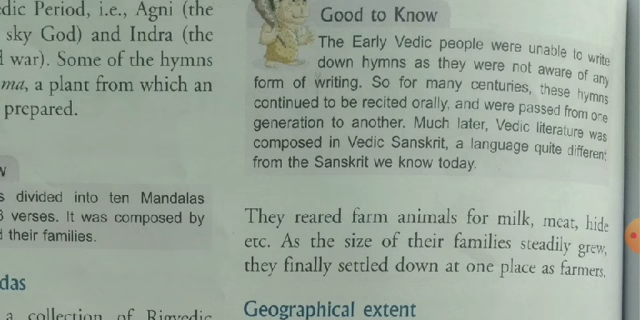 dic Period, i.e., Agni (the
sky God) and Indra (the
war). Some of the hymns
ma, a plant from which an
prepared.
s divided into ten Mandalas
verses. It was composed by
their families.
das
a collection of Rigvedic
Good to Know
The Early Vedic people were unable to write
down hymns as they were not aware of any
form of writing. So for many centuries, these hymns
continued to be recited orally, and were passed from one
generation to another. Much later, Vedic literature was
composed in Vedic Sanskrit, a language quite different
from the Sanskrit we know today.
They reared farm animals for milk, meat, hide
etc. As the size of their families steadily grew,
they finally settled down at one place as farmers.
Geographical extent